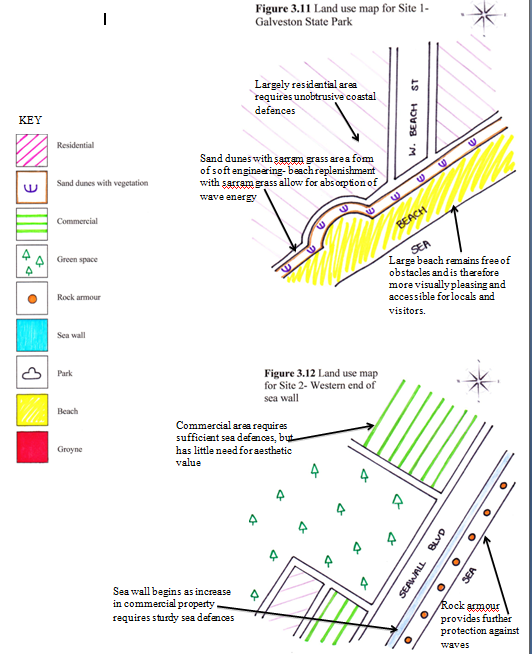 Figure 3.11 Land use map for Site 1-
Galveston State Park
Largely residential area
requires unobtrusive coastal
defences
W. BEACH ST
KEY
Residential
Sand dunes with vegetation
Commercial
Green space
Rock armour
Sea wall
Park
Beach
Groyne
Sand dunes with sarram grass area form
of soft engineering- beach replenishment
with sarram grass allow for absorption of
wave energy
BEACH
SEA
Large beach remains free of
obstacles and is therefore
more visually pleasing and
accessible for locals and
visitors.
Figure 3.12 Land use map
for Site 2- Western end of
sea wall
Commercial area requires
sufficient sea defences, but
has little need for aesthetic
value
SEAWALL BLVD
SEA
Sea wall begins as increase
in commercial property
requires sturdy sea defences
Rock armour
provides further
protection against
waves